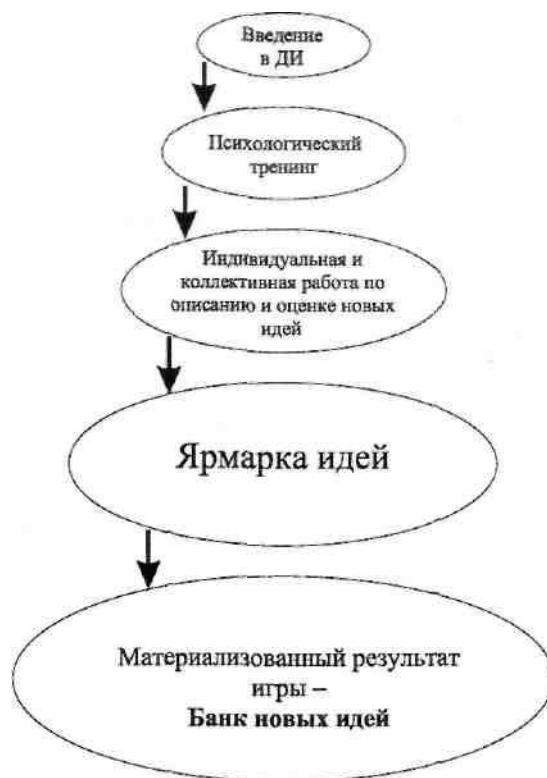 Введение
в ДИ
Психологический
тренинг
Индивидуальная и
коллективная работа по
описанию и оценке новых
идей
Ярмарка идей
Материализованный результат
игры –
Банк новых идей